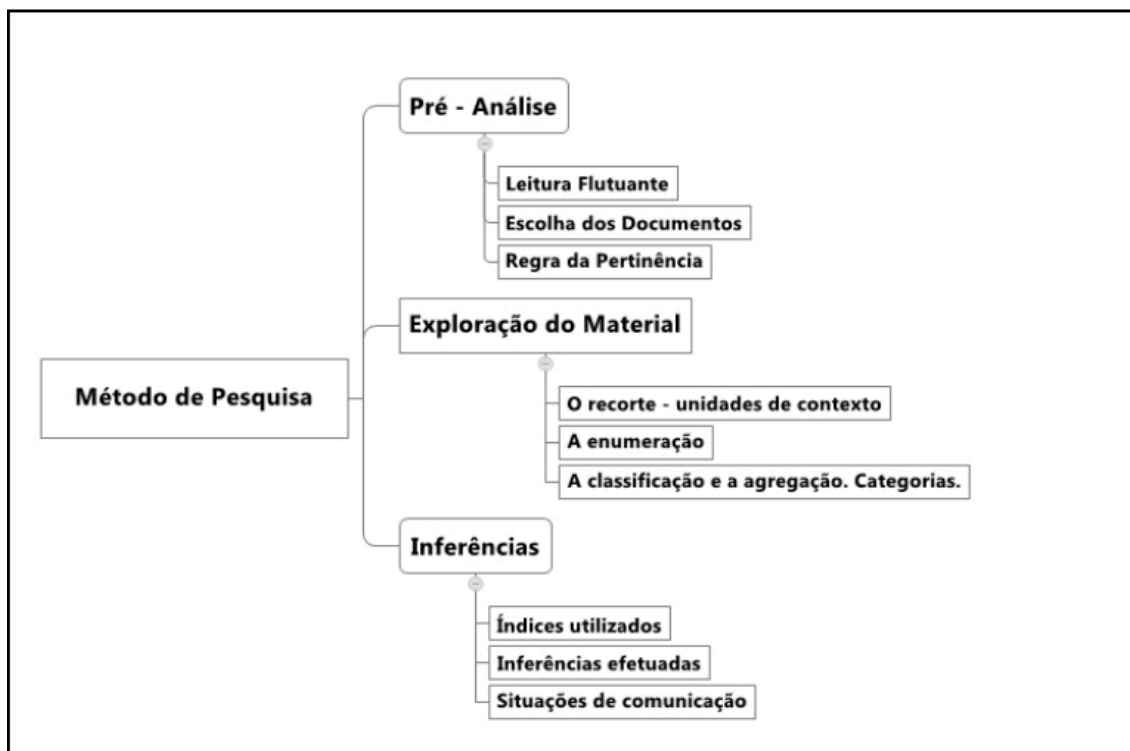 Pré - Análise
Leitura Flutuante
Escolha dos Documentos
Regra da Pertinência
Exploração do Material
Método de Pesquisa
O recorte - unidades de contexto
A enumeração
A classificação e a agregação. Categorias.
Inferências
Índices utilizados
Inferências efetuadas
Situações de comunicação